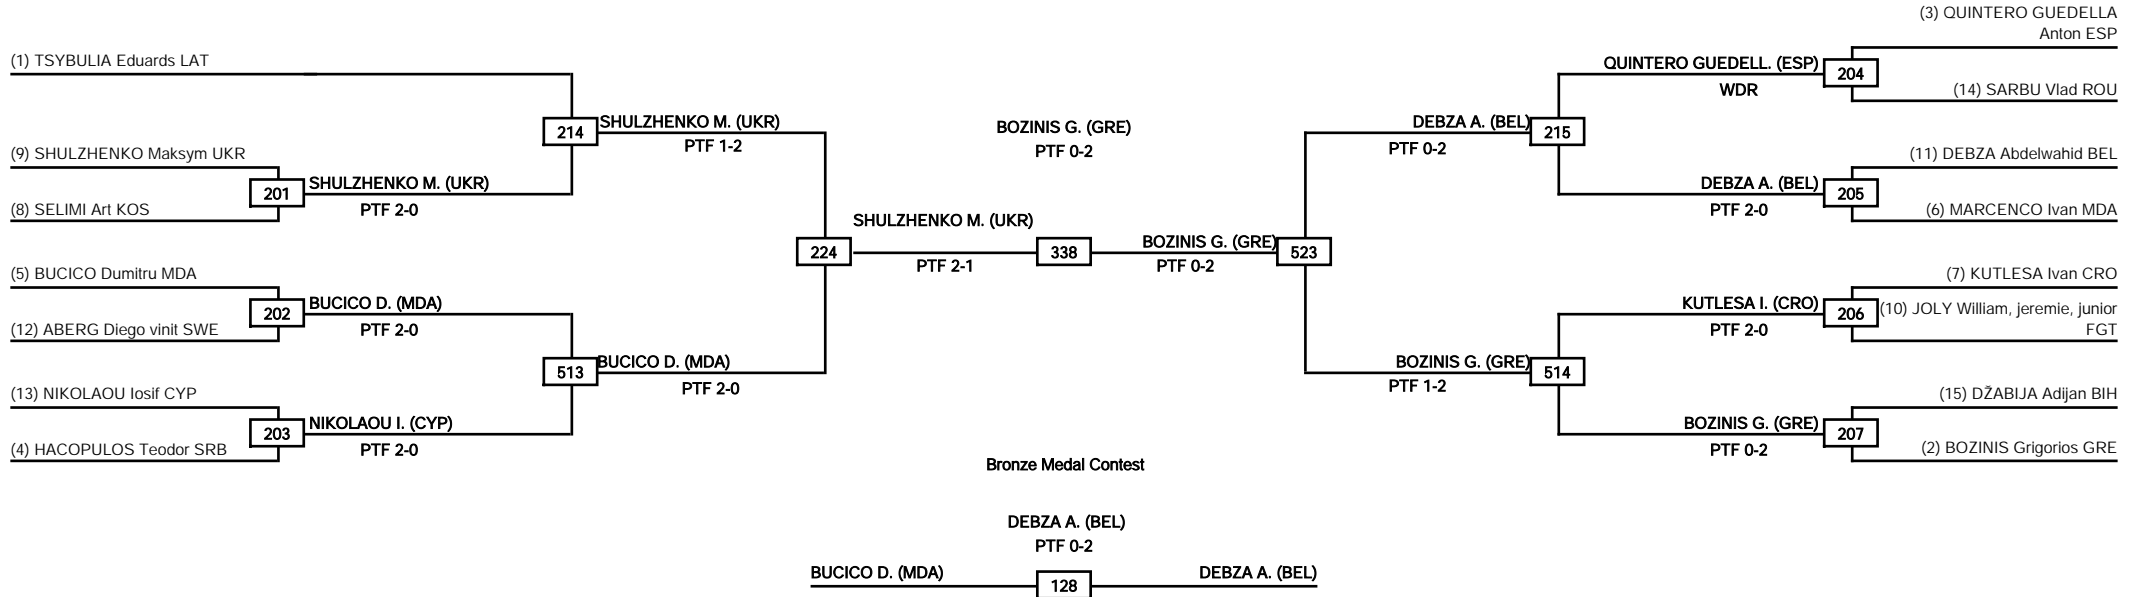 (3) QUINTERO GUEDELLA
Anton ESP
(1) TSYBULIA Eduards LAT
QUINTERO GUEDELL. (ESP)
204
WDR
(14) SARBU Vlad ROU
214
SHULZHENKO M. (UKR)
PTF 1-2
BOZINIS G. (GRE)
PTF 0-2
DEBZA A. (BEL)
215
PTF 0-2
(9) SHULZHENKO Maksym UKR
(11) DEBZA Abdelwahid BEL
201
SHULZHENKO M. (UKR)
PTF 2-0
DEBZA A. (BEL)
205
PTF 2-0
(8) SELIMI Art KOS
(6) MARCENCO Ivan MDA
SHULZHENKO M. (UKR)
224
PTF 2-1
338
BOZINIS G. (GRE)
523
PTF 0-2
(5) BUCICO Dumitru MDA
(7) KUTLESA Ivan CRO
202
BUCICO D. (MDA)
PTF 2-0
KUTLESA I. (CRO)
206
PTF 2-0
(12) ABERG Diego vinit SWE
(10) JOLY William, jeremie, junior
FGT
513
BUCICO D. (MDA)
PTF 2-0
BOZINIS G. (GRE)
514
PTF 1-2
(13) NIKOLAOU Iosif CYP
(15) DŽABIJA Adijan BIH
203
NIKOLAOU I. (CYP)
PTF 2-0
BOZINIS G. (GRE)
207
PTF 0-2
(4) HACOPULOS Teodor SRB
(2) BOZINIS Grigorios GRE
Bronze Medal Contest
DEBZA A. (BEL)
PTF 0-2
BUCICO D. (MDA)
128
DEBZA A. (BEL)